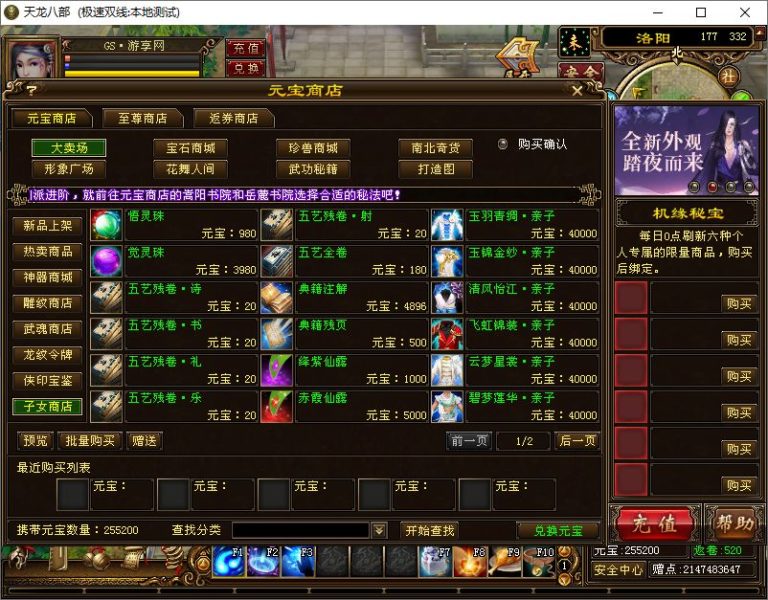 天龙八部 (极速双线:本地测试)
GS·游享网
充值
兑换
洛阳 177 332
北
社
安全
? 元宝商店
元宝商店 至尊商店 返券商店
大卖场 宝石商城 珍兽商城 南北奇货 购买确认
形象广场 花舞人间 武功秘籍 打造图
派进阶，就前往元宝商店的嵩阳书院和岳麓书院选择合适的秘法吧！
新品上架
热卖商品
神器商城
雕纹商店
武魂商店
龙纹令牌
侠印宝鉴
子女商店
悟灵珠 元宝：980
五艺残卷·射 元宝：20
玉羽青绸·亲子 元宝：40000
觉灵珠 元宝：3980
五艺全卷 元宝：180
玉锦金纱·亲子 元宝：40000
五艺残卷·诗 元宝：20
典籍注解 元宝：4896
清风怡江·亲子 元宝：40000
五艺残卷·书 元宝：20
典籍残页 元宝：500
飞虹锦装·亲子 元宝：40000
五艺残卷·礼 元宝：20
绛紫仙露 元宝：1000
云梦星裳·亲子 元宝：40000
五艺残卷·乐 元宝：20
赤霞仙露 元宝：5000
碧梦莲华·亲子 元宝：40000
预览 批量购买 赠送 前一页 1/2 后一页
最近购买列表
元宝： 元宝： 元宝： 元宝： 元宝：
携带元宝数量：255200 查找分类 开始查找 兑换元宝
全新外观
踏夜而来
机缘秘宝
每日0点刷新六种个
人专属的限量商品，购买
后绑定。
购买
购买
购买
购买
购买
购买
充值 帮助
元宝:255200 返卷:520
安全中心 赠点:2147483647
F1 F2 F3 F7 F8 F9 F10
1